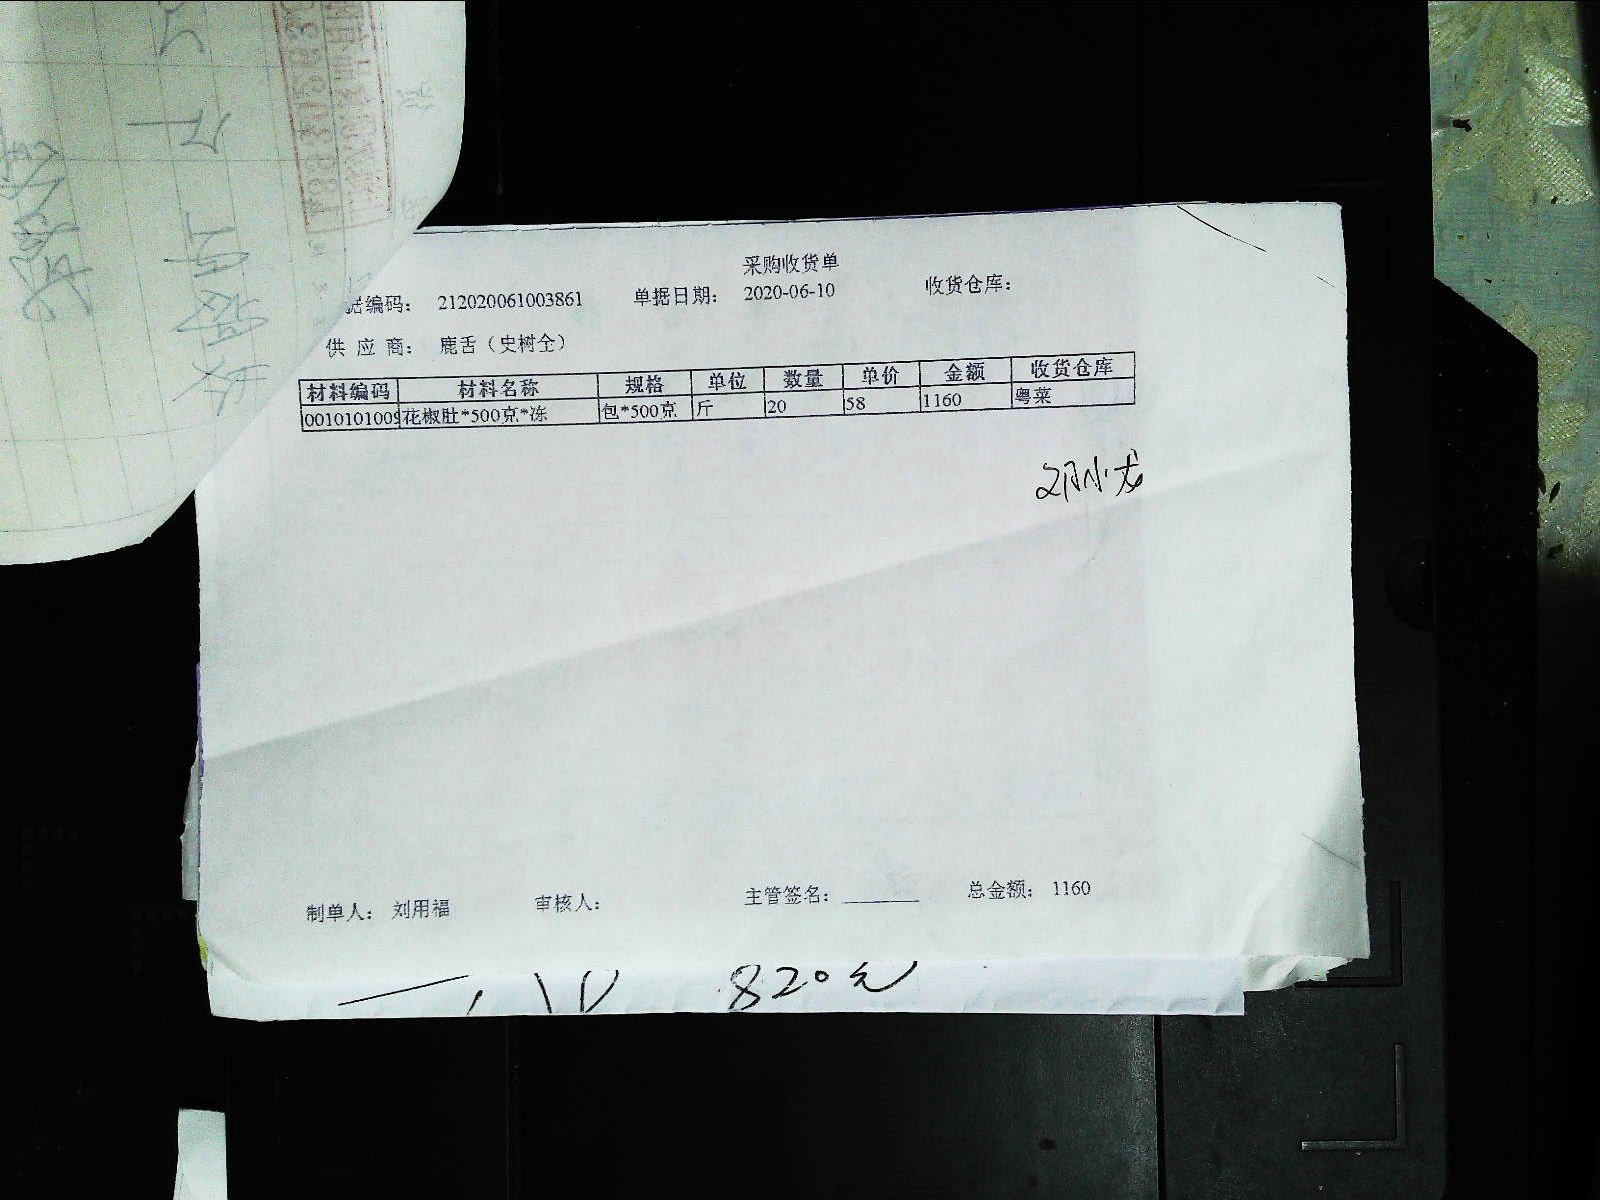 采购收货单
据编码： 212020061003861 单据日期： 2020-06-10 收货仓库：
供 应 商： 鹿舌（史树全）
材料编码 材料名称 规格 单位 数量 单价 金额 收货仓库
001010100 花椒肚*500克*冻 包*500克 斤 20 58 1160 粤菜
制单人： 刘用福 审核人： 主管签名： 总金额： 1160
820元